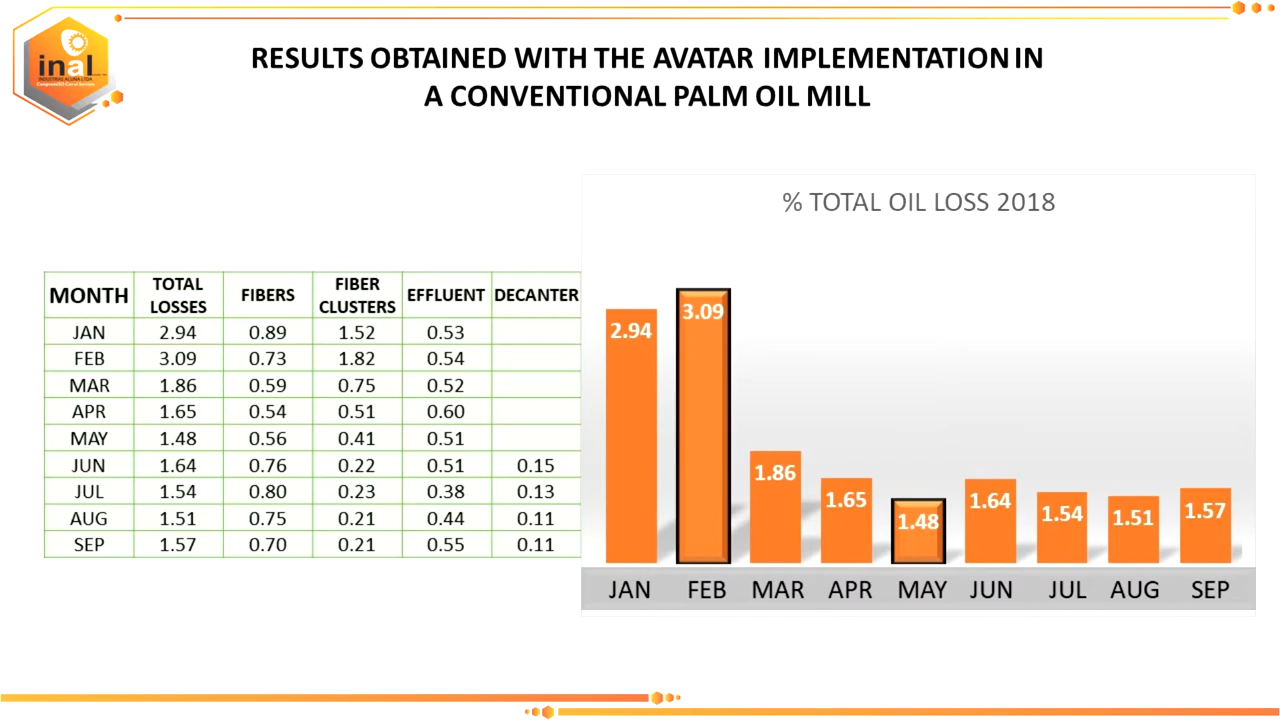 inal
INDUSTRIAS ACUÑA LTDA
RESULTS OBTAINED WITH THE AVATAR IMPLEMENTATION IN
A CONVENTIONAL PALM OIL MILL
MONTH TOTAL LOSSES FIBERS FIBER CLUSTERS EFFLUENT DECANTER
JAN 2.94 0.89 1.52 0.53
FEB 3.09 0.73 1.82 0.54
MAR 1.86 0.59 0.75 0.52
APR 1.65 0.54 0.51 0.60
MAY 1.48 0.56 0.41 0.51
JUN 1.64 0.76 0.22 0.51 0.15
JUL 1.54 0.80 0.23 0.38 0.13
AUG 1.51 0.75 0.21 0.44 0.11
SEP 1.57 0.70 0.21 0.55 0.11
% TOTAL OIL LOSS 2018
2.94 3.09 1.86 1.65 1.48 1.64 1.54 1.51 1.57
JAN FEB MAR APR MAY JUN JUL AUG SEP